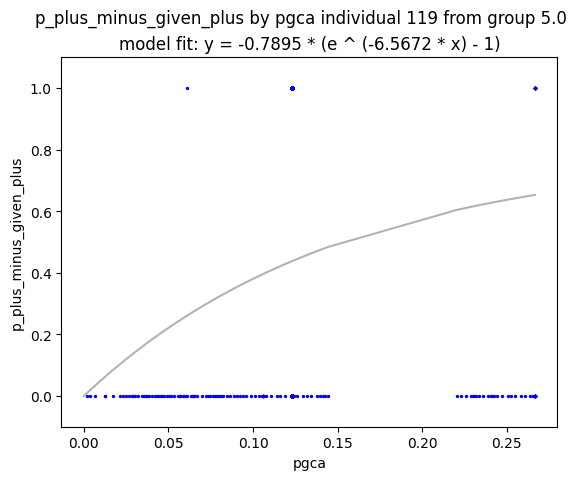 p_plus_minus_given_plus by pgca individual 119 from group 5.0
model fit: y = -0.7895 * (e ^ (-6.5672 * x) - 1)
p_plus_minus_given_plus
1.0
0.8
0.6
0.4
0.2
0.0
0.00 0.05 0.10 0.15 0.20 0.25
pgca